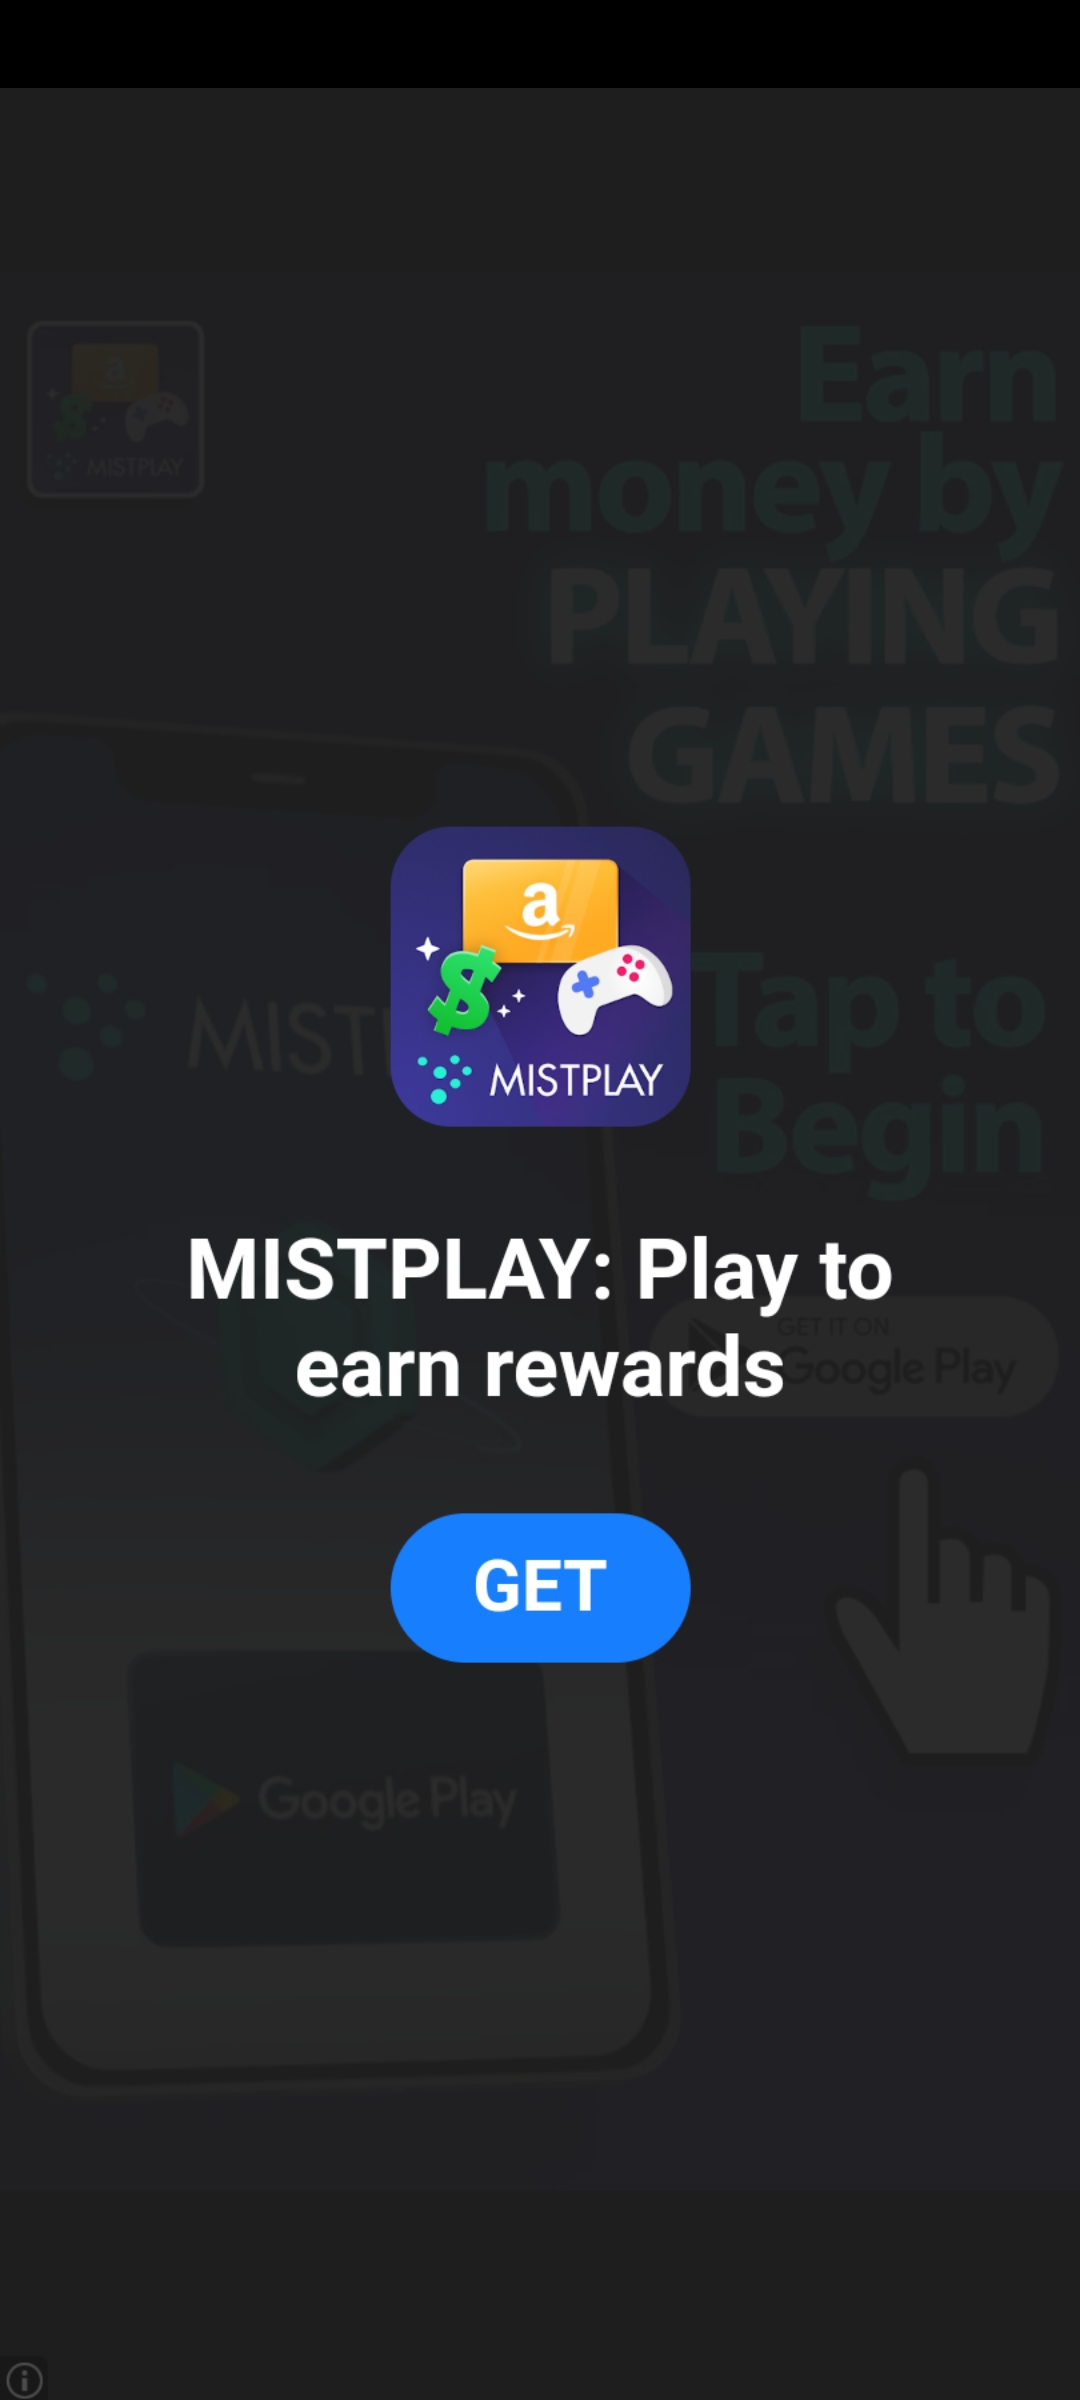 a
MISTPLAY
Earn
money by
PLAYING
GAMES
a
MISTPLAY
MISTPLAY: Play to
earn rewards
GET
MISTP
Tap to
Begin
GET IT ON
Google Play
Google Play